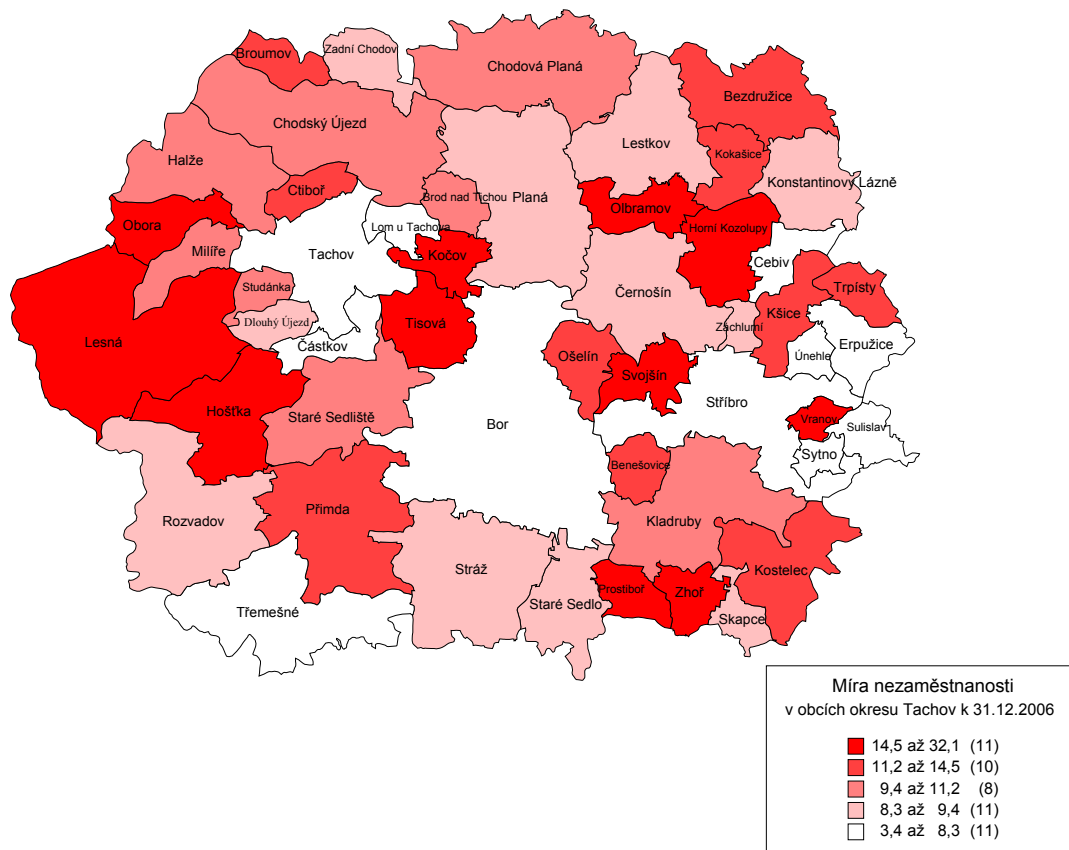 Broumov
Zadní Chodov
Chodová Planá
Bezdružice
Chodský Újezd
Lestkov
Kokašice
Halže
Konstantinovy Lázně
Ctiboř
Brod nad Tichou
Planá
Obora
Olbramov
Lom u Tachova
Horní Kozolupy
Milíře
Tachov
Kočov
Cebiv
Studánka
Černošín
Trpísty
Kšice
Dlouhý Újezd
Tisová
Záchlumí
Lesná
Částkov
Ošelín
Únehle
Erpužice
Svojšín
Hošťka
Staré Sedliště
Bor
Stříbro
Vranov
Sulislav
Sytno
Benešovice
Rozvadov
Přimda
Kladruby
Stráž
Kostelec
Třemešné
Staré Sedlo
Prostiboř
Zhoř
Skapce
Míra nezaměstnanosti
v obcích okresu Tachov k 31.12.2006
14,5 až 32,1 (11)
11,2 až 14,5 (10)
9,4 až 11,2 (8)
8,3 až 9,4 (11)
3,4 až 8,3 (11)